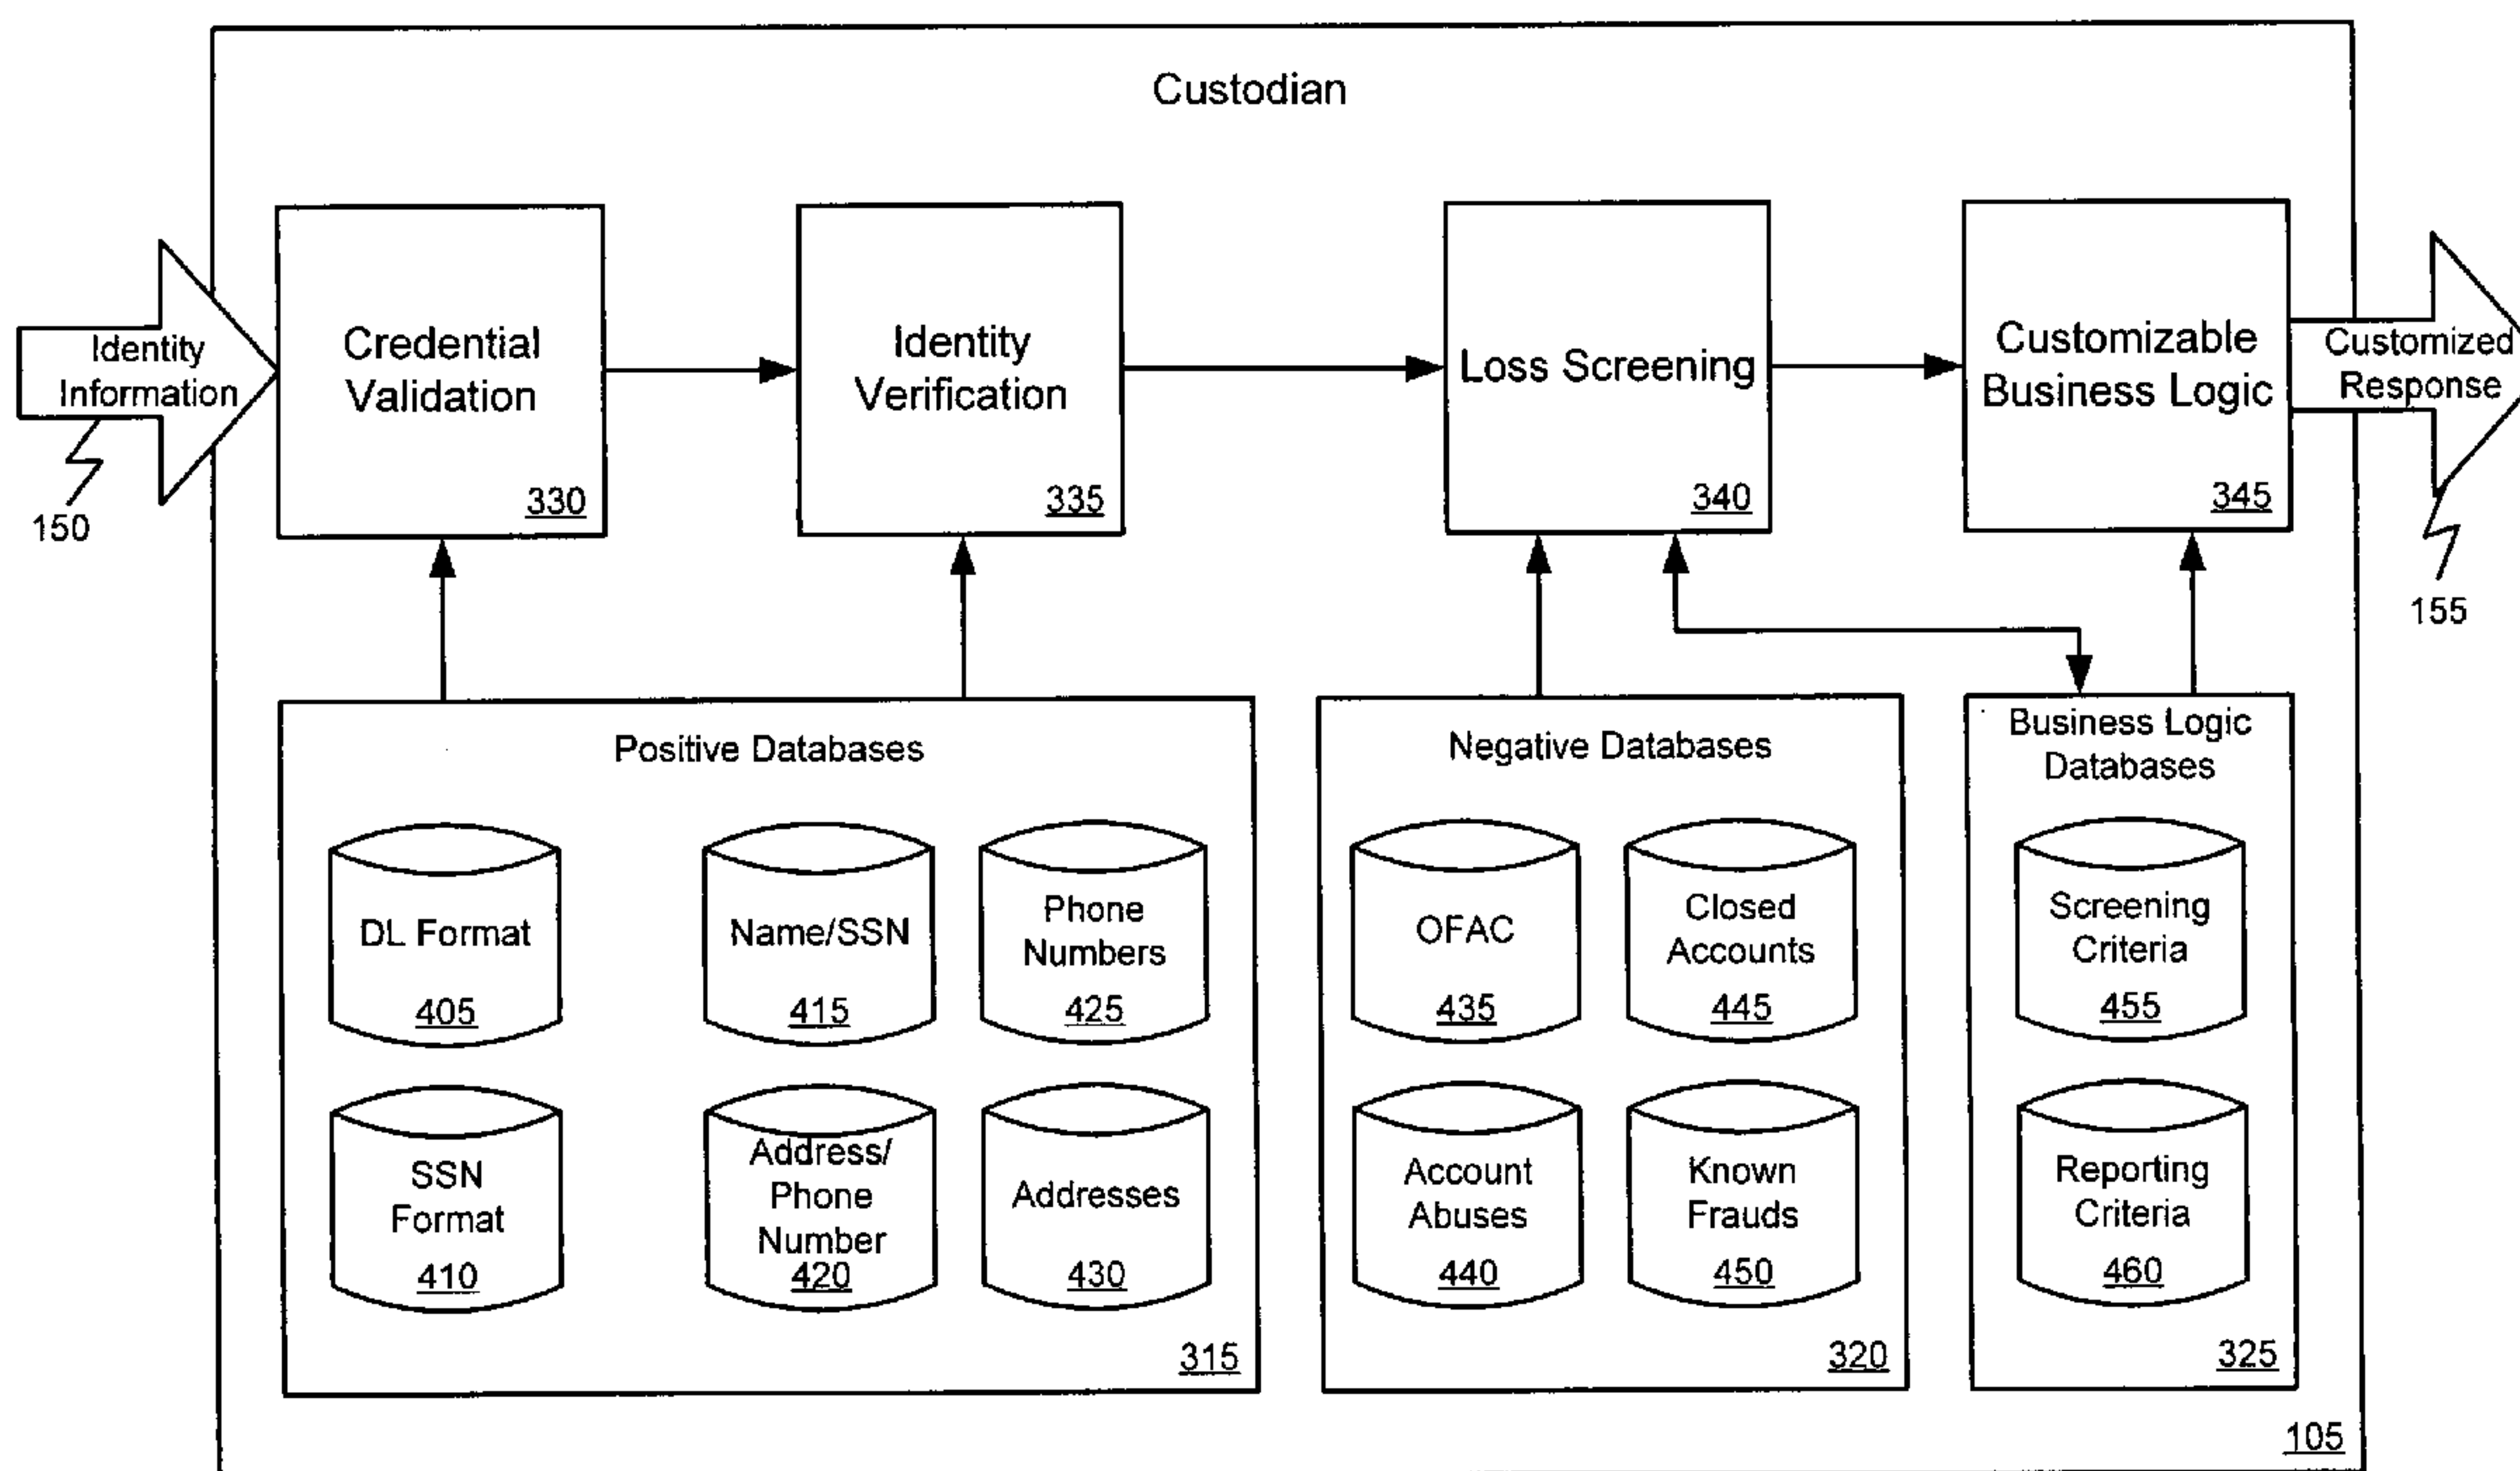 Custodian
Identity
Information
150
Credential
Validation
330
Identity
Verification
335
Loss Screening
340
Customizable
Business Logic
345
Customized
Response
155
Positive Databases
DL Format
405
Name/SSN
415
Phone
Numbers
425
SSN
Format
410
Address/
Phone
Number
420
Addresses
430
315
Negative Databases
OFAC
435
Closed
Accounts
445
Account
Abuses
440
Known
Frauds
450
320
Business Logic
Databases
Screening
Criteria
455
Reporting
Criteria
460
325
105